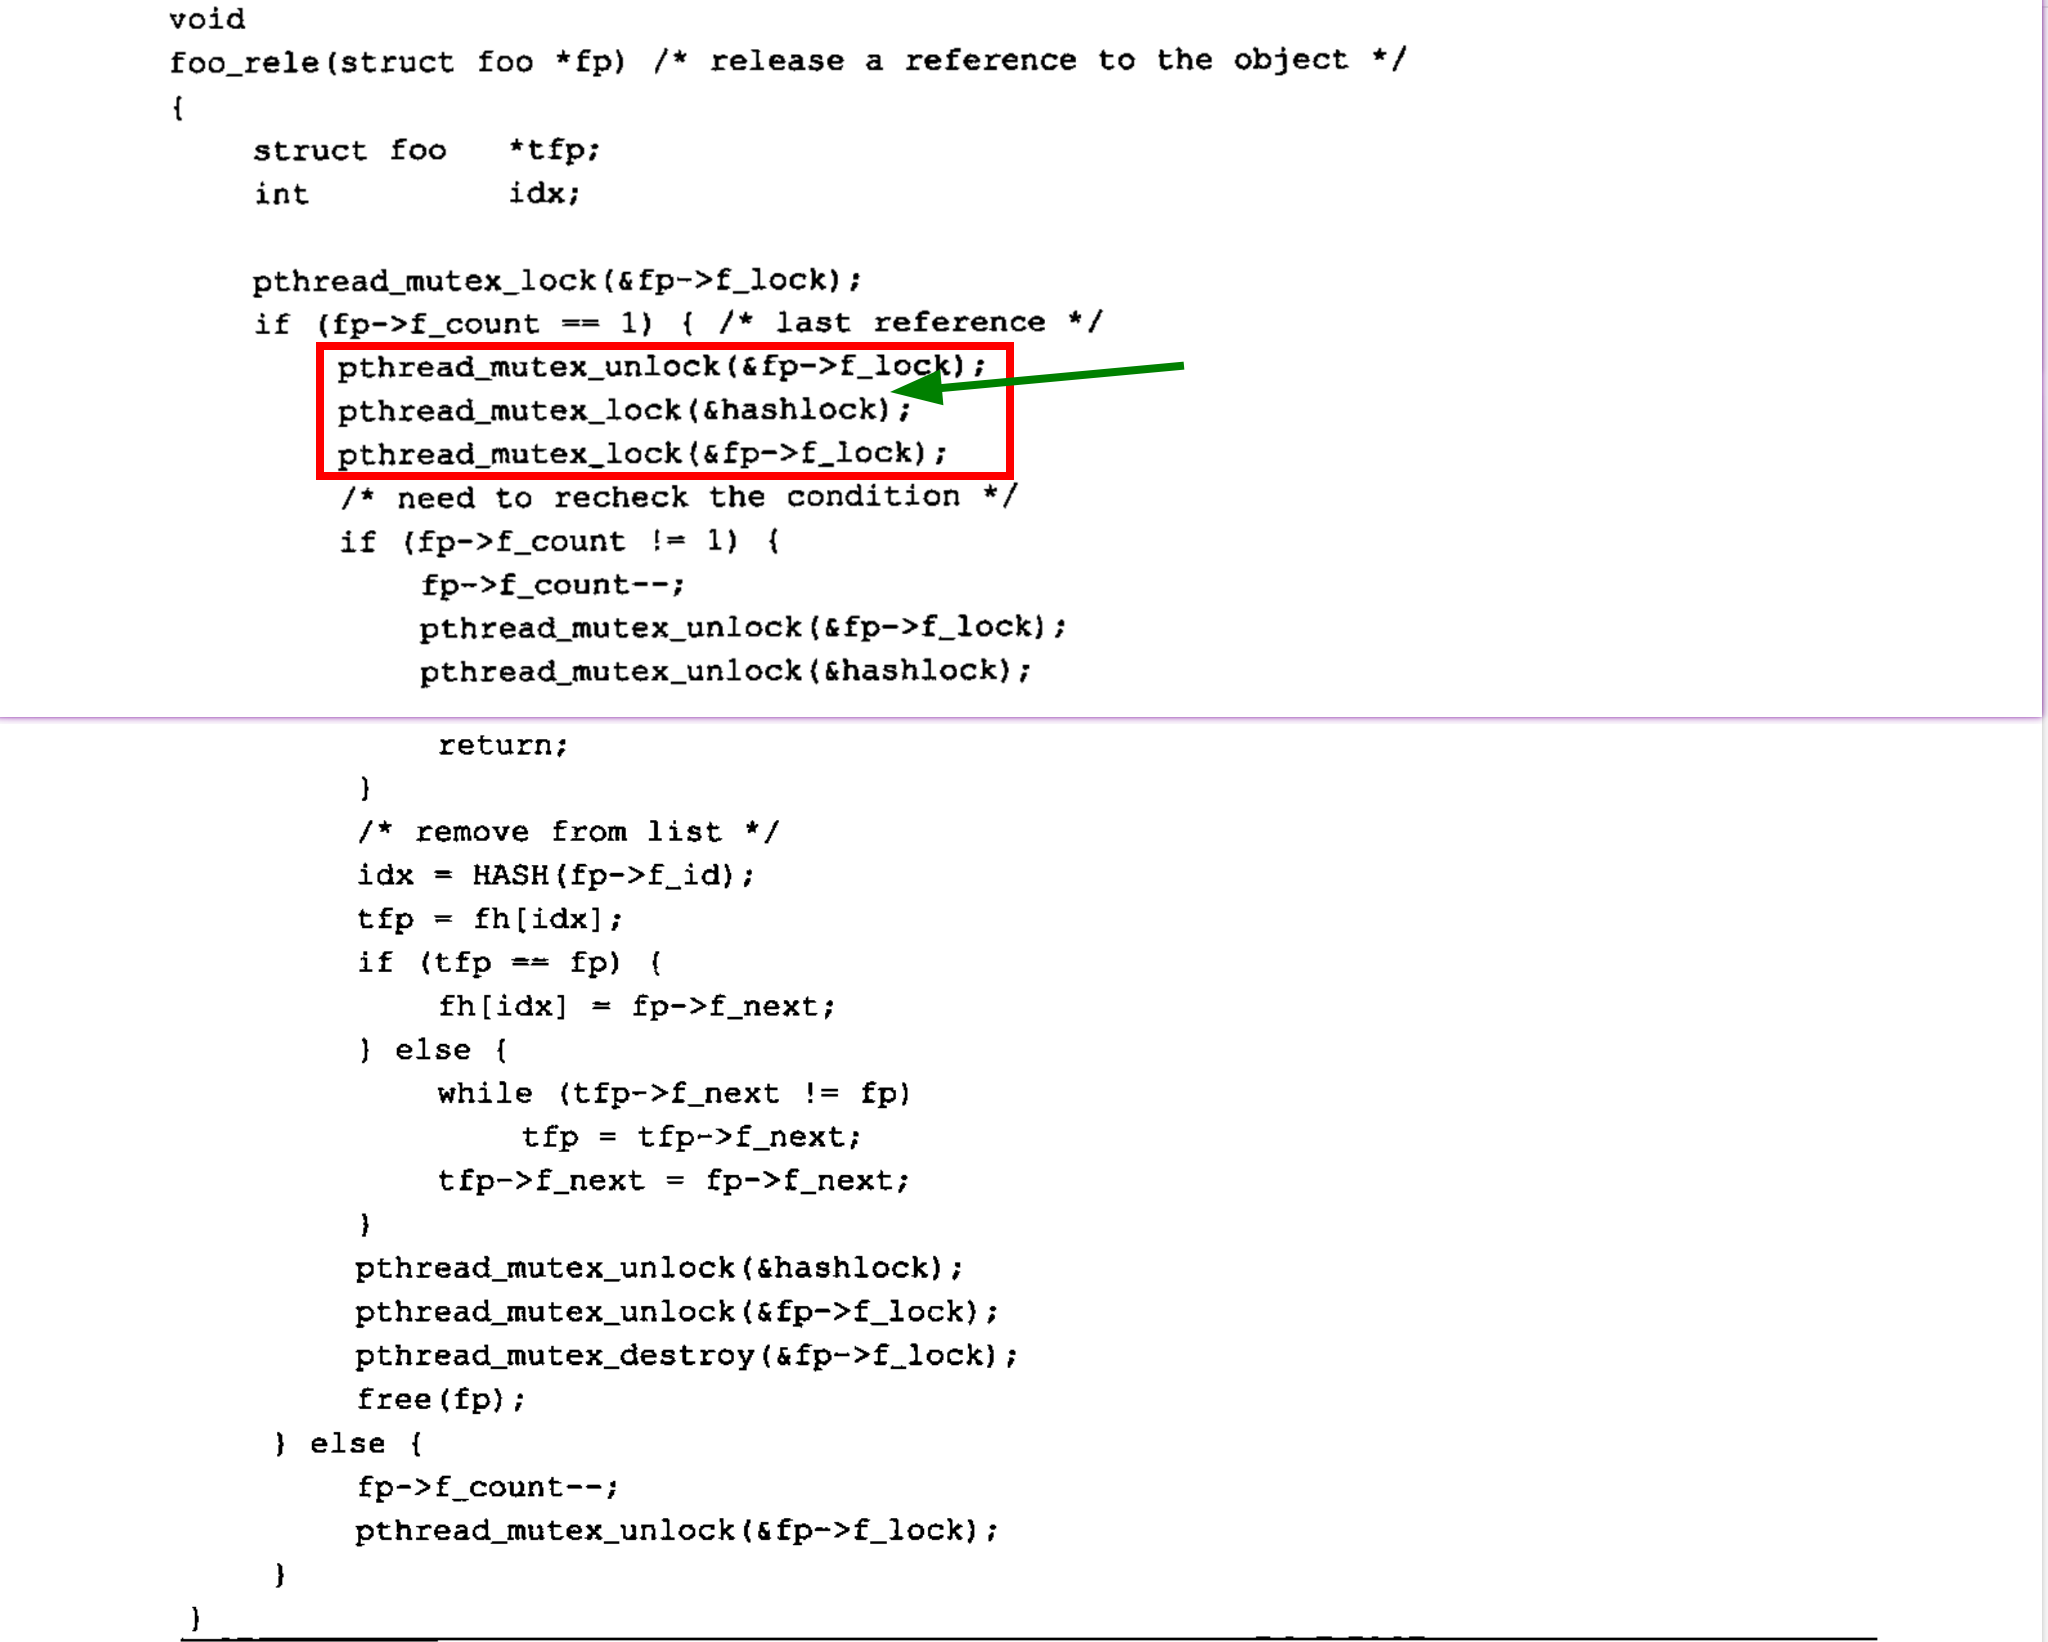 void
foo_rele(struct foo *fp) /* release a reference to the object */
{
struct foo *tfp;
int idx;
pthread_mutex_lock(&fp->f_lock);
if (fp->f_count == 1) { /* last reference */
pthread_mutex_unlock(&fp->f_lock);
pthread_mutex_lock(&hashlock);
pthread_mutex_lock(&fp->f_lock);
/* need to recheck the condition */
if (fp->f_count != 1) {
fp->f_count--;
pthread_mutex_unlock(&fp->f_lock);
pthread_mutex_unlock(&hashlock);
return;
}
/* remove from list */
idx = HASH(fp->f_id);
tfp = fh[idx];
if (tfp == fp) {
fh[idx] = fp->f_next;
} else {
while (tfp->f_next != fp)
tfp = tfp->f_next;
tfp->f_next = fp->f_next;
}
pthread_mutex_unlock(&hashlock);
pthread_mutex_unlock(&fp->f_lock);
pthread_mutex_destroy(&fp->f_lock);
free(fp);
} else {
fp->f_count--;
pthread_mutex_unlock(&fp->f_lock);
}
}